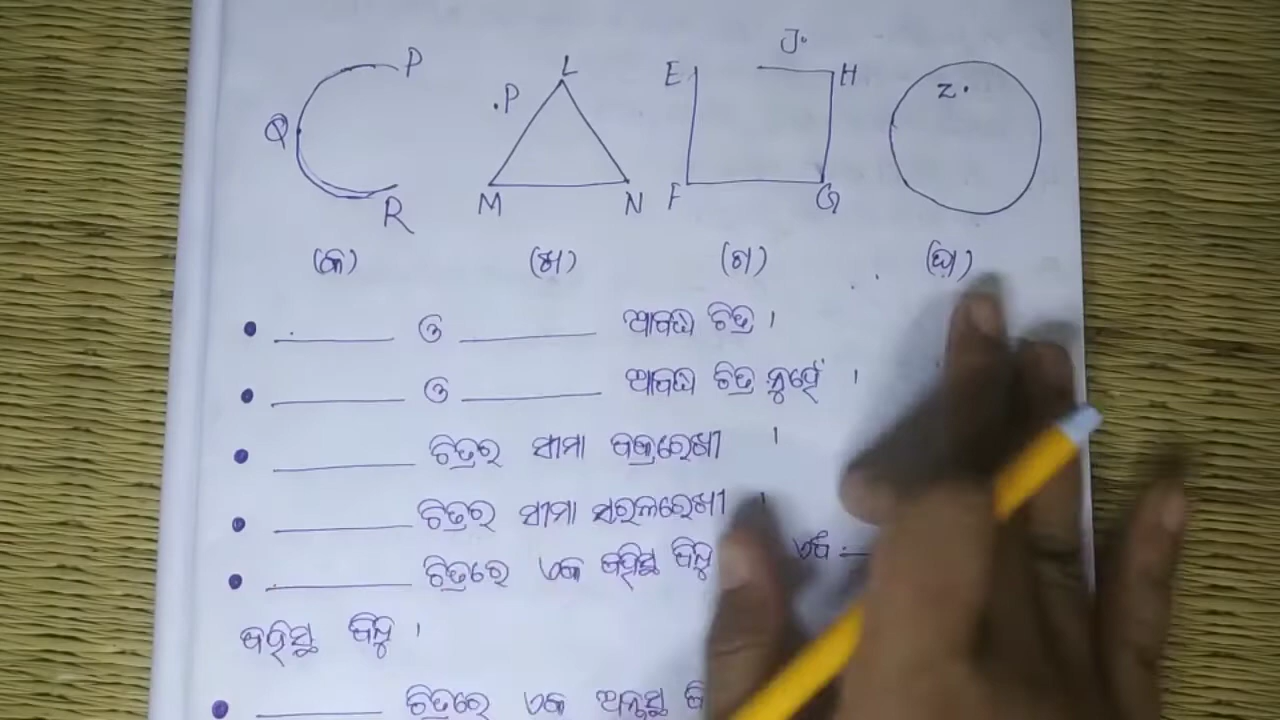 P Q R
.P L M N
E F G H J.
z.
(କ) (ଖ) (ଗ) (ଘ)
• ______ ଓ ______ ଆବଦ୍ଧ ଚିତ୍ର ।
• ______ ଓ ______ ଆବଦ୍ଧ ଚିତ୍ର ନୁହେଁ ।
• ______ ଚିତ୍ରର ସୀମା ବକ୍ରରେଖୀ ।
• ______ ଚିତ୍ରର ସୀମା ସରଳରେଖୀ ।
• ______ ଚିତ୍ରରେ ଏକ ବହିସ୍ଥ ବିନ୍ଦୁ
ବହିସ୍ଥ ବିନ୍ଦୁ ।
• ______ ଚିତ୍ରରେ ଏକ ଅନ୍ତସ୍ଥ